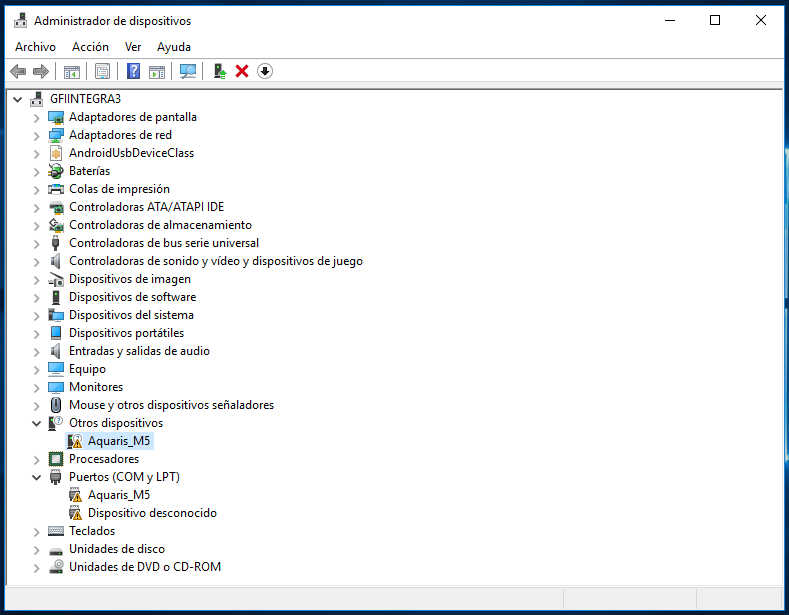 Administrador de dispositivos
Archivo Acción Ver Ayuda
GFIINTEGRA3
Adaptadores de pantalla
Adaptadores de red
AndroidUsbDeviceClass
Baterías
Colas de impresión
Controladoras ATA/ATAPI IDE
Controladoras de almacenamiento
Controladoras de bus serie universal
Controladoras de sonido y vídeo y dispositivos de juego
Dispositivos de imagen
Dispositivos de software
Dispositivos del sistema
Dispositivos portátiles
Entradas y salidas de audio
Equipo
Monitores
Mouse y otros dispositivos señaladores
Otros dispositivos
Aquaris_M5
Procesadores
Puertos (COM y LPT)
Aquaris_M5
Dispositivo desconocido
Teclados
Unidades de disco
Unidades de DVD o CD-ROM